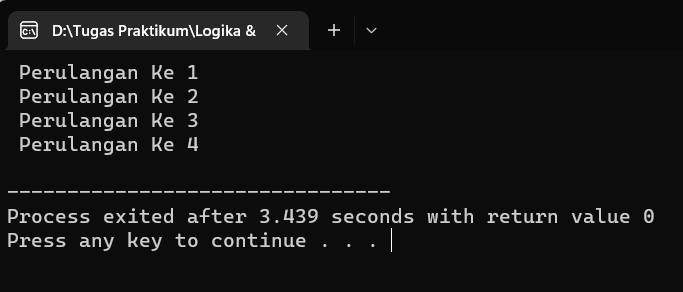 D:\Tugas Praktikum\Logika &
Perulangan Ke 1
Perulangan Ke 2
Perulangan Ke 3
Perulangan Ke 4
--------------------------------
Process exited after 3.439 seconds with return value 0
Press any key to continue . . .